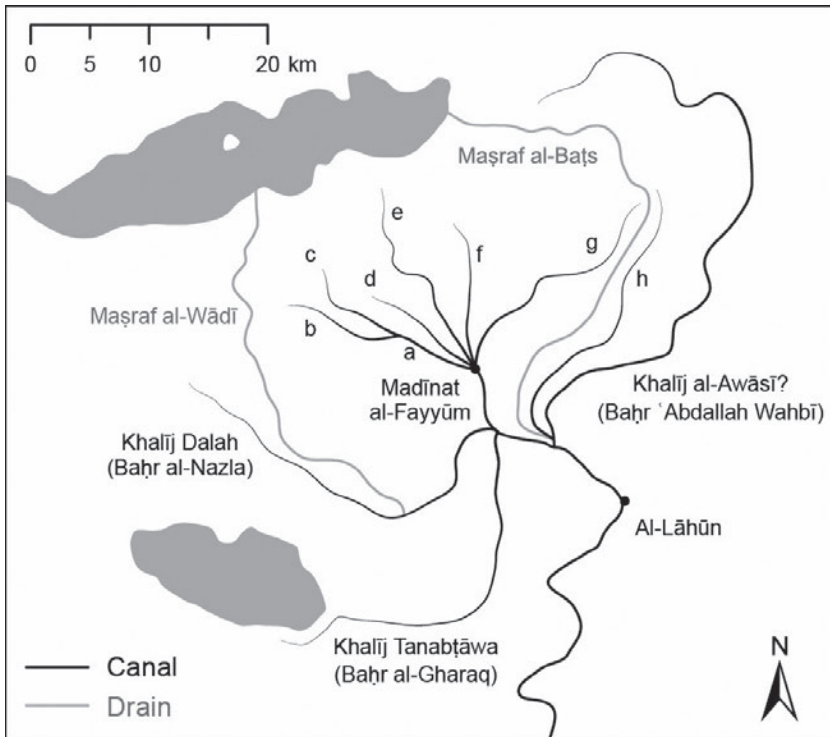 0 5 10 20 km
Maṣraf al-Baṭs
e
f
g
c
d
h
b
a
Maṣraf al-Wādī
Madīnat
al-Fayyūm
Khalīj al-Awāsī?
(Baḥr ʿAbdallah Wahbī)
Khalīj Dalah
(Baḥr al-Nazla)
Al-Lāhūn
Khalīj Tanabṭāwa
(Baḥr al-Gharaq)
Canal
Drain
N